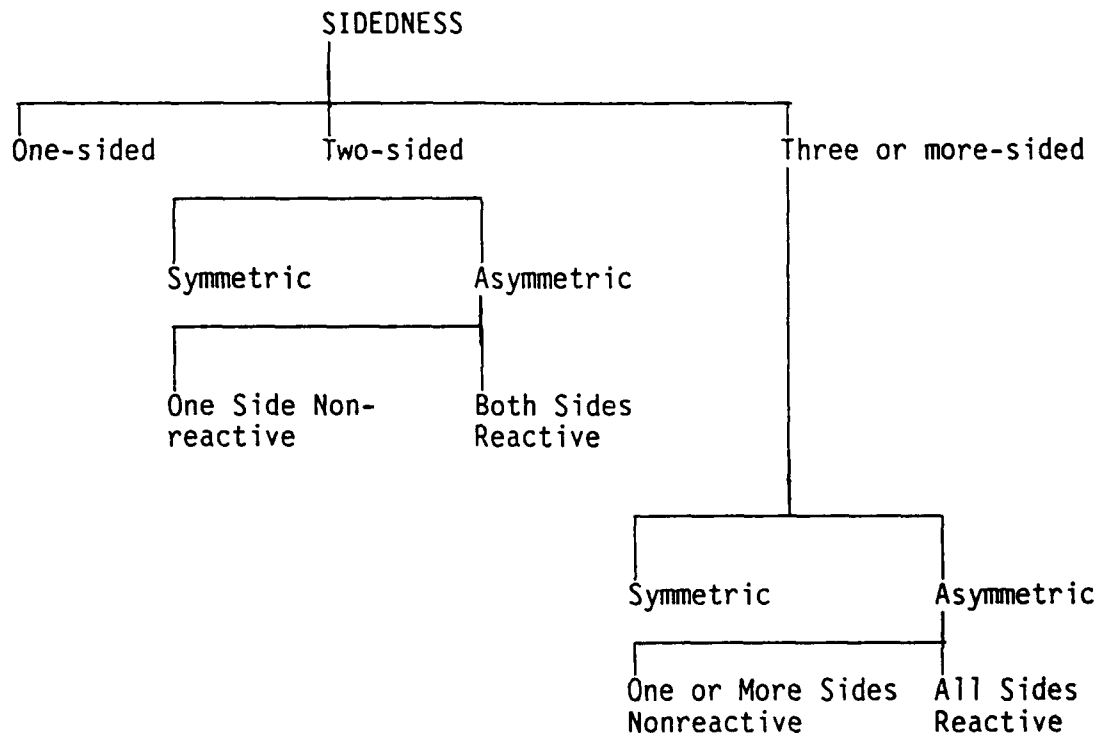 SIDEDNESS
One-sided
Two-sided
Three or more-sided
Symmetric
Asymmetric
One Side Non-
reactive
Both Sides
Reactive
Symmetric
Asymmetric
One or More Sides
Nonreactive
All Sides
Reactive